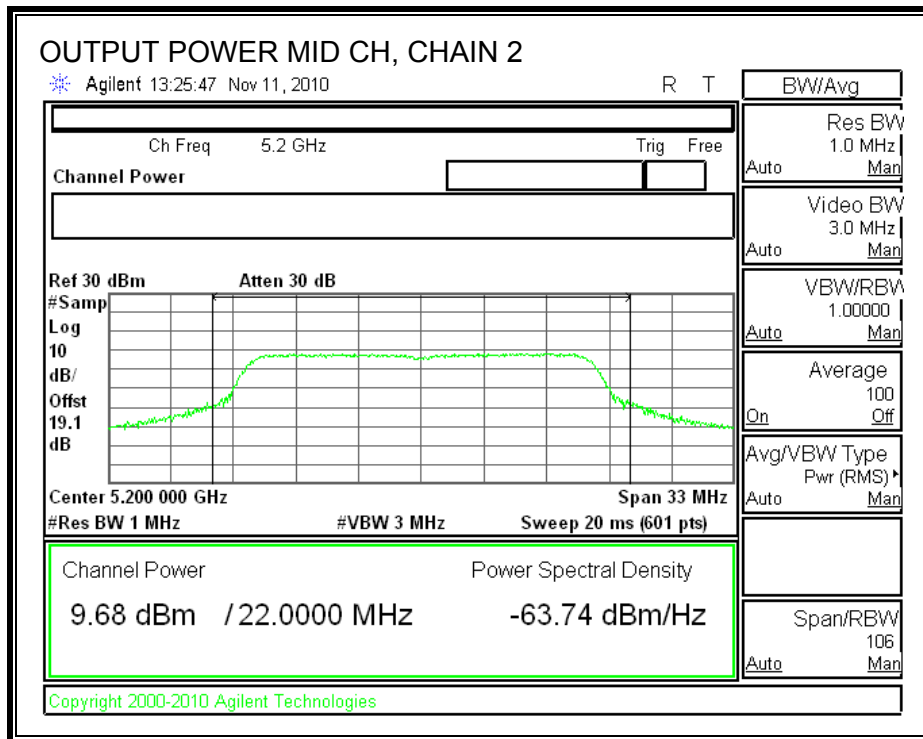 OUTPUT POWER MID CH, CHAIN 2
Agilent 13:25:47 Nov 11, 2010 R T
BW/Avg
Res BW
1.0 MHz
Auto Man
Video BW
3.0 MHz
Auto Man
VBW/RBW
1.00000
Auto Man
Average
100
On Off
Avg/VBW Type
Pwr (RMS)
Auto Man
Span/RBW
106
Auto Man
Ch Freq 5.2 GHz Trig Free
Channel Power
Ref 30 dBm Atten 30 dB
#Samp
Log
10
dB/
Offst
19.1
dB
Center 5.200 000 GHz Span 33 MHz
#Res BW 1 MHz #VBW 3 MHz Sweep 20 ms (601 pts)
Channel Power Power Spectral Density
9.68 dBm / 22.0000 MHz -63.74 dBm/Hz
Copyright 2000-2010 Agilent Technologies